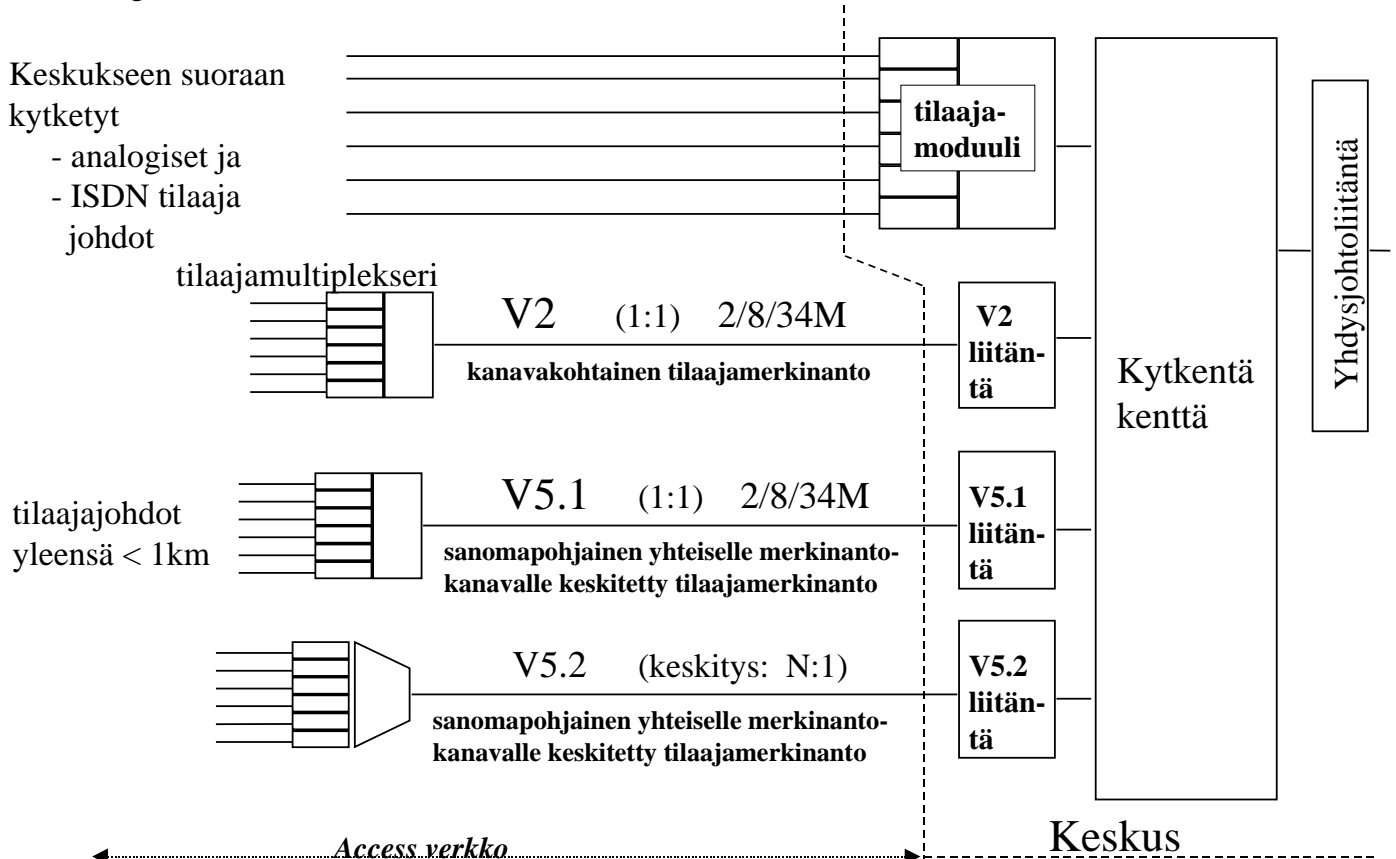 Keskukseen suoraan
kytketyt
- analogiset ja
- ISDN tilaaja
johdot
tilaaja-
moduuli
tilaajamultiplekseri
V2 (1:1) 2/8/34M
kanavakohtainen tilaajamerkinanto
V2
liitän-
tä
Kytkentä
kenttä
Yhdysjohtoliitäntä
tilaajajohdot
yleensä < 1km
V5.1 (1:1) 2/8/34M
sanomapohjainen yhteiselle merkinanto-
kanavalle keskitetty tilaajamerkinanto
V5.1
liitän-
tä
V5.2 (keskitys: N:1)
sanomapohjainen yhteiselle merkinanto-
kanavalle keskitetty tilaajamerkinanto
V5.2
liitän-
tä
Access verkko
Keskus